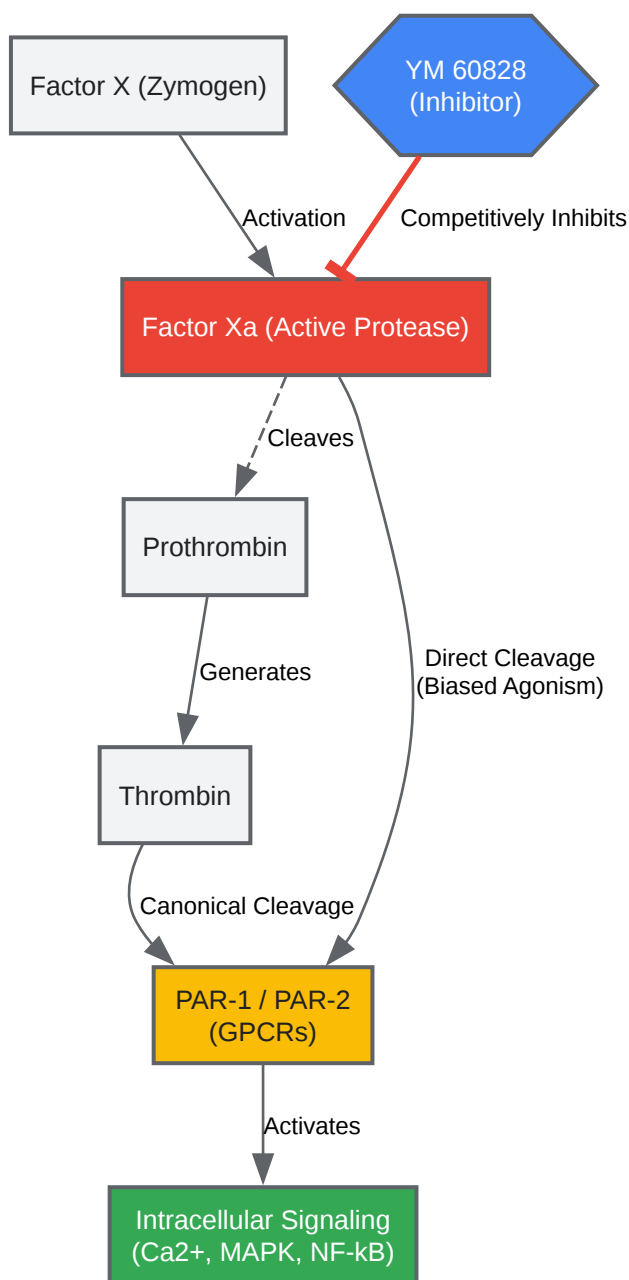 Factor X (Zymogen)
YM 60828
(Inhibitor)
Activation
Competitively Inhibits
Factor Xa (Active Protease)
Cleaves
Prothrombin
Generates
Direct Cleavage
(Biased Agonism)
Thrombin
Canonical Cleavage
PAR-1 / PAR-2
(GPCRs)
Activates
Intracellular Signaling
(Ca2+, MAPK, NF-kB)